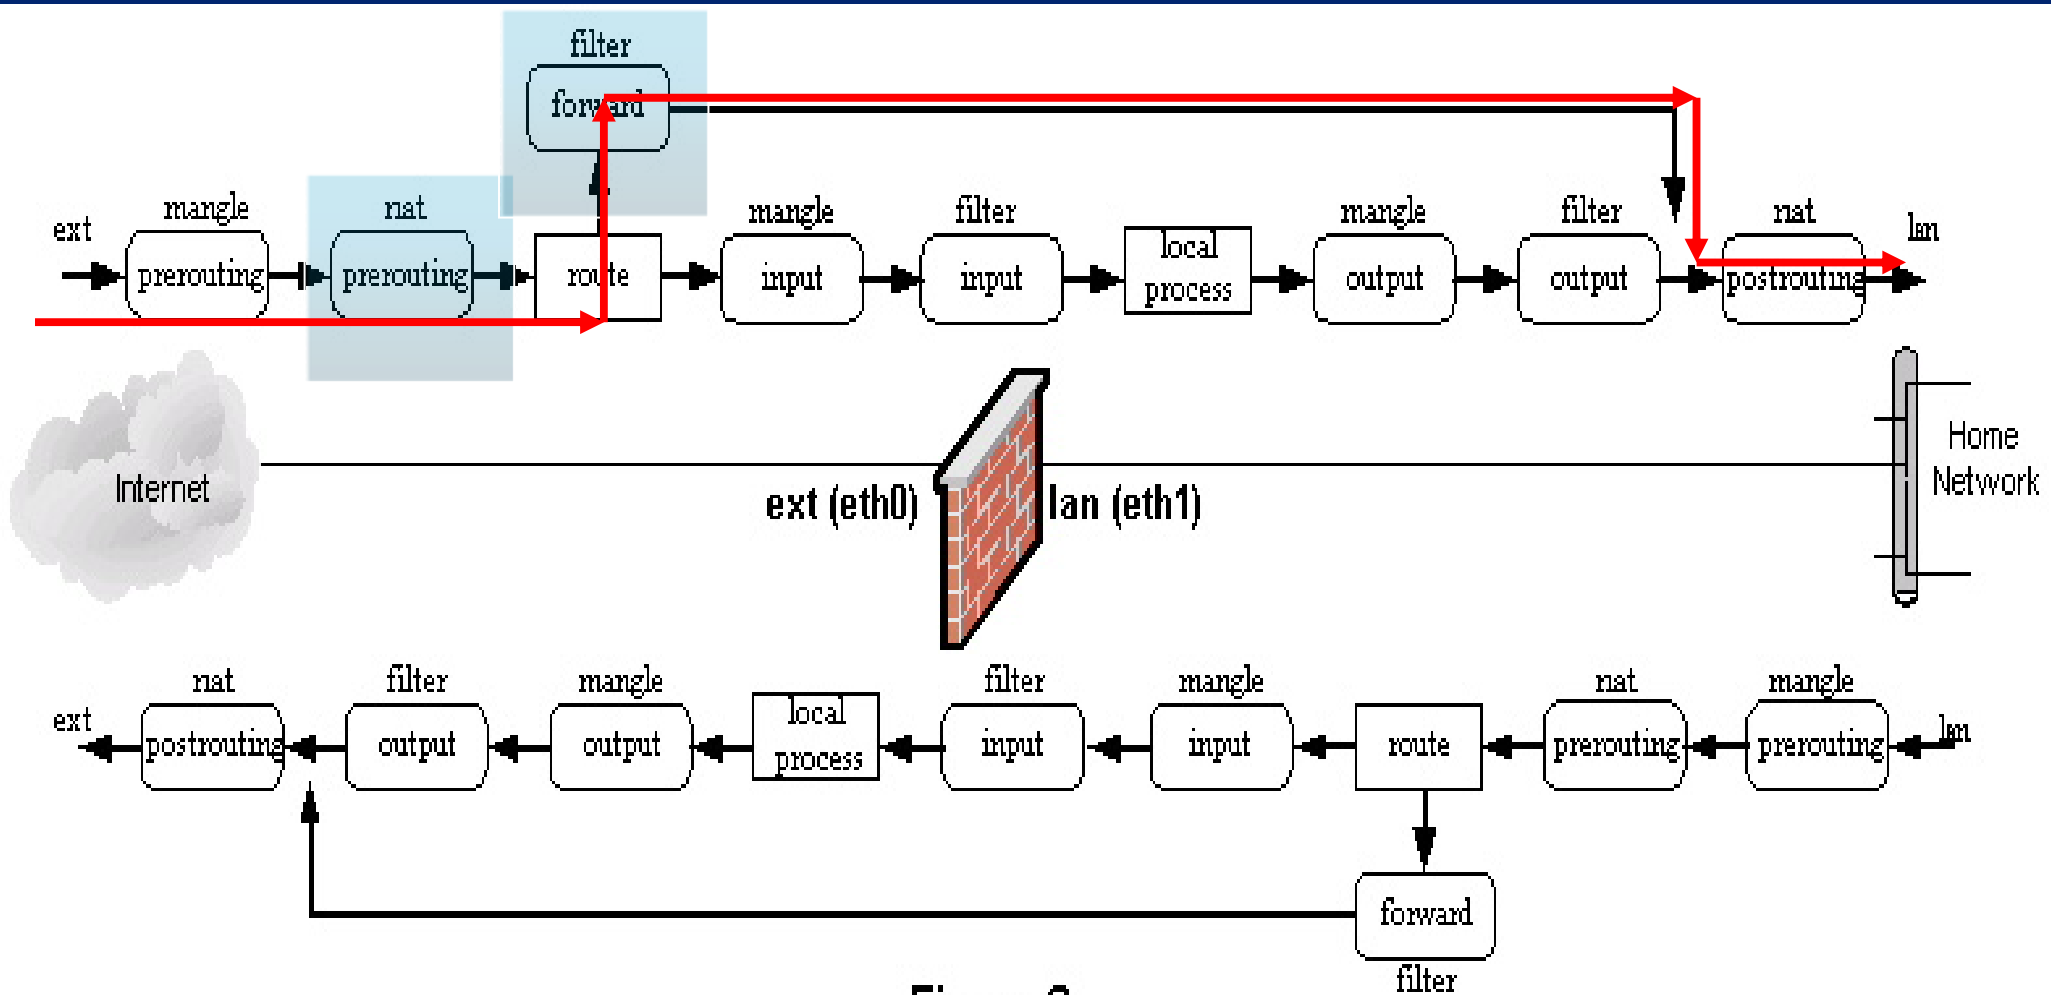 filter
forward
mangle
nat
mangle
filter
mangle
filter
nat
ext
lan
prerouting
prerouting
route
input
input
local
process
output
output
postrouting
Internet
ext (eth0)
lan (eth1)
Home
Network
nat
filter
mangle
local
process
filter
mangle
nat
mangle
ext
postrouting
output
output
input
input
route
prerouting
prerouting
lan
forward
filter